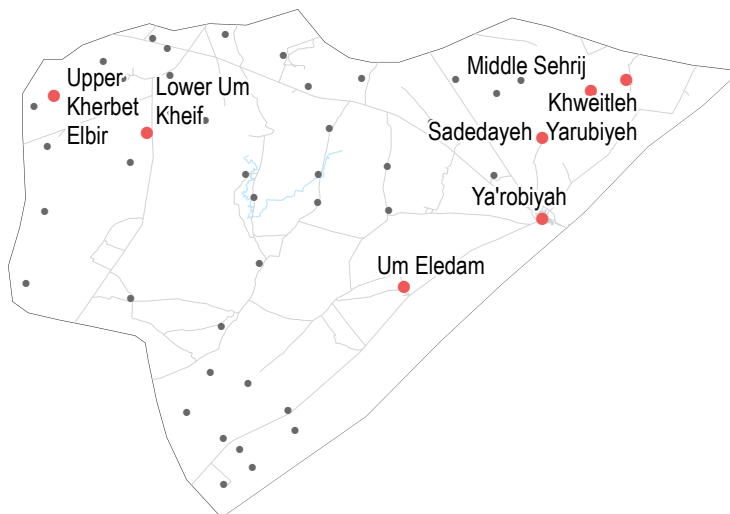 Upper
Kherbet
Elbir
Lower Um
Kheif
Middle Sehrij
Khweitleh
Sadedayeh
Yarubiyeh
Ya'robiyah
Um Eledam